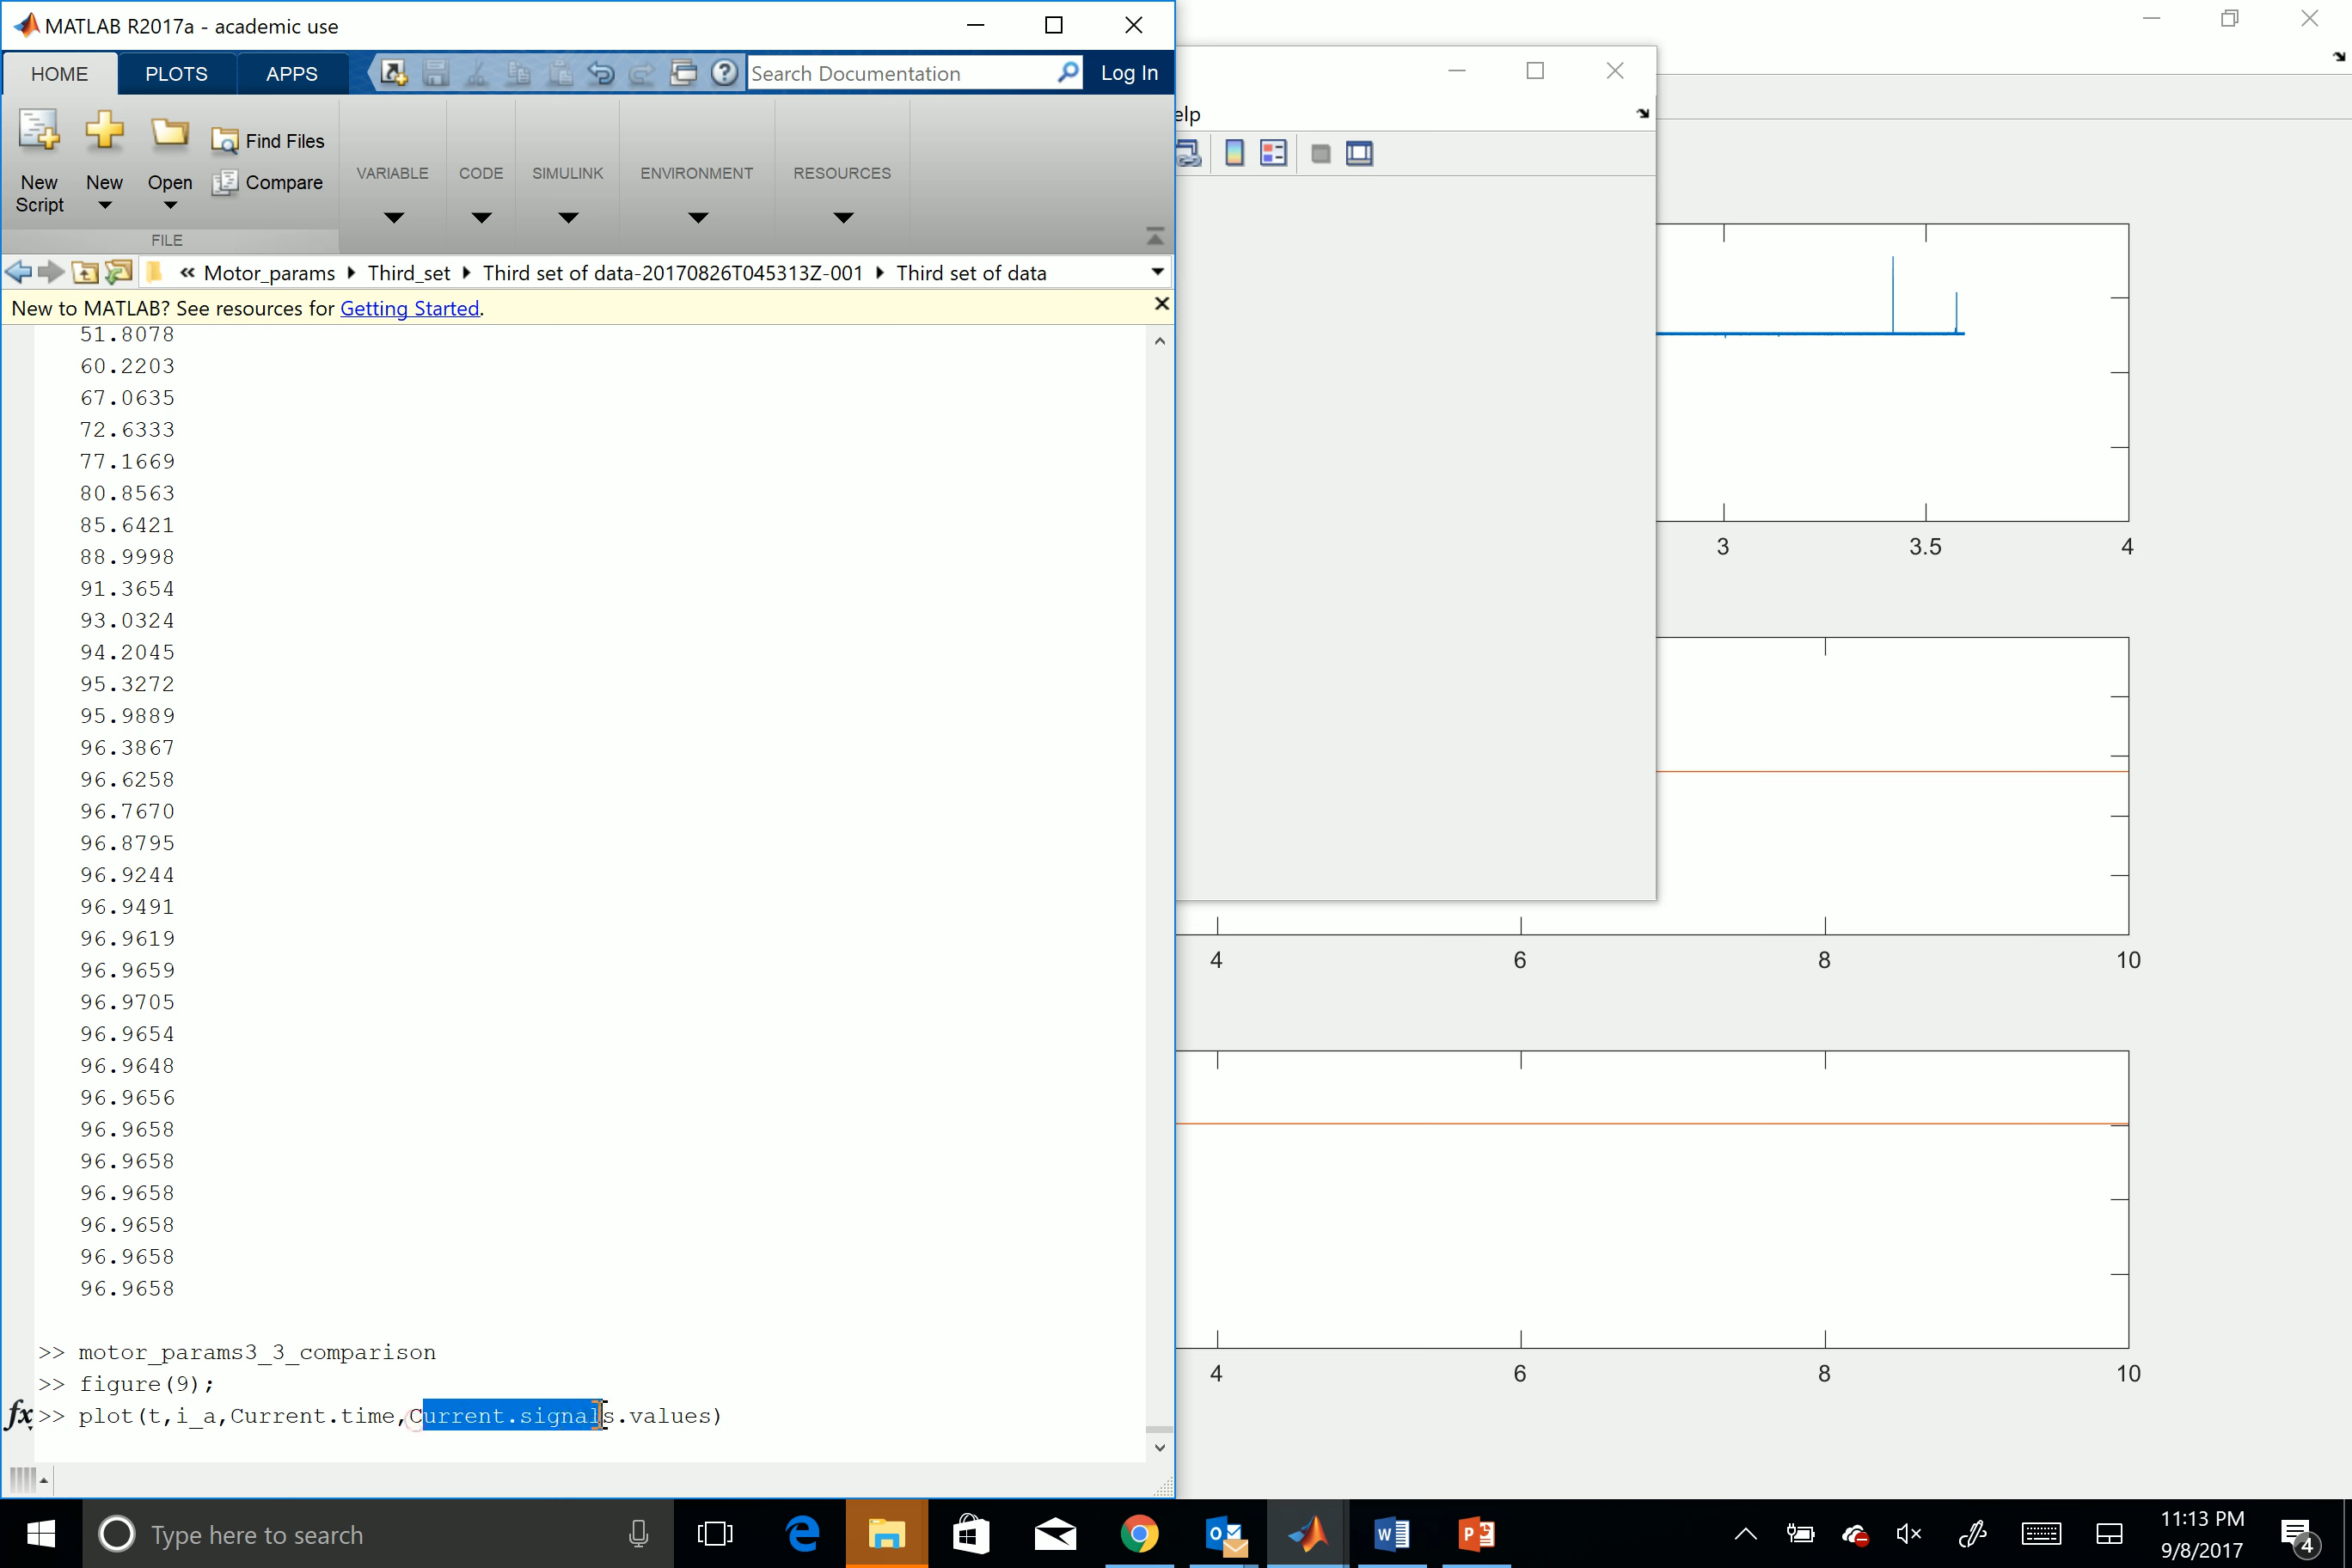 MATLAB R2017a - academic use
HOME PLOTS APPS Search Documentation Log In
New Script
New
Open
Find Files
Compare
FILE
VARIABLE CODE SIMULINK ENVIRONMENT RESOURCES
« Motor_params Third_set Third set of data-20170826T045313Z-001 Third set of data
New to MATLAB? See resources for Getting Started.
51.8078
60.2203
67.0635
72.6333
77.1669
80.8563
85.6421
88.9998
91.3654
93.0324
94.2045
95.3272
95.9889
96.3867
96.6258
96.7670
96.8795
96.9244
96.9491
96.9619
96.9659
96.9705
96.9654
96.9648
96.9656
96.9658
96.9658
96.9658
96.9658
96.9658
96.9658
>> motor_params3_3_comparison
>> figure(9);
fx >> plot(t,i_a,Current.time,Current.signals.values)
elp
3 3.5 4
4 6 8 10
4 6 8 10
Type here to search
11:13 PM
9/8/2017
4